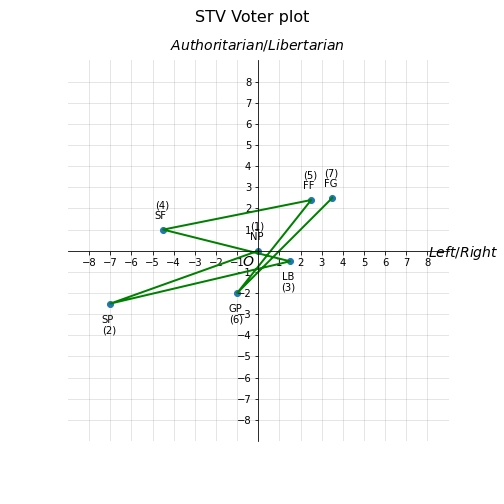 STV Voter plot
Authoritarian/Libertarian
8
7
6
5
4
3
2
1
(5)
FF
(7)
FG
(4)
SF
(1)
NP
−8 −7 −6 −5 −4 −3 −2 −1 O 1 2 3 4 5 6 7 8 Left/Right
−1
LB
(3)
−2
GP
(6)
SP
(2)
−3
−4
−5
−6
−7
−8